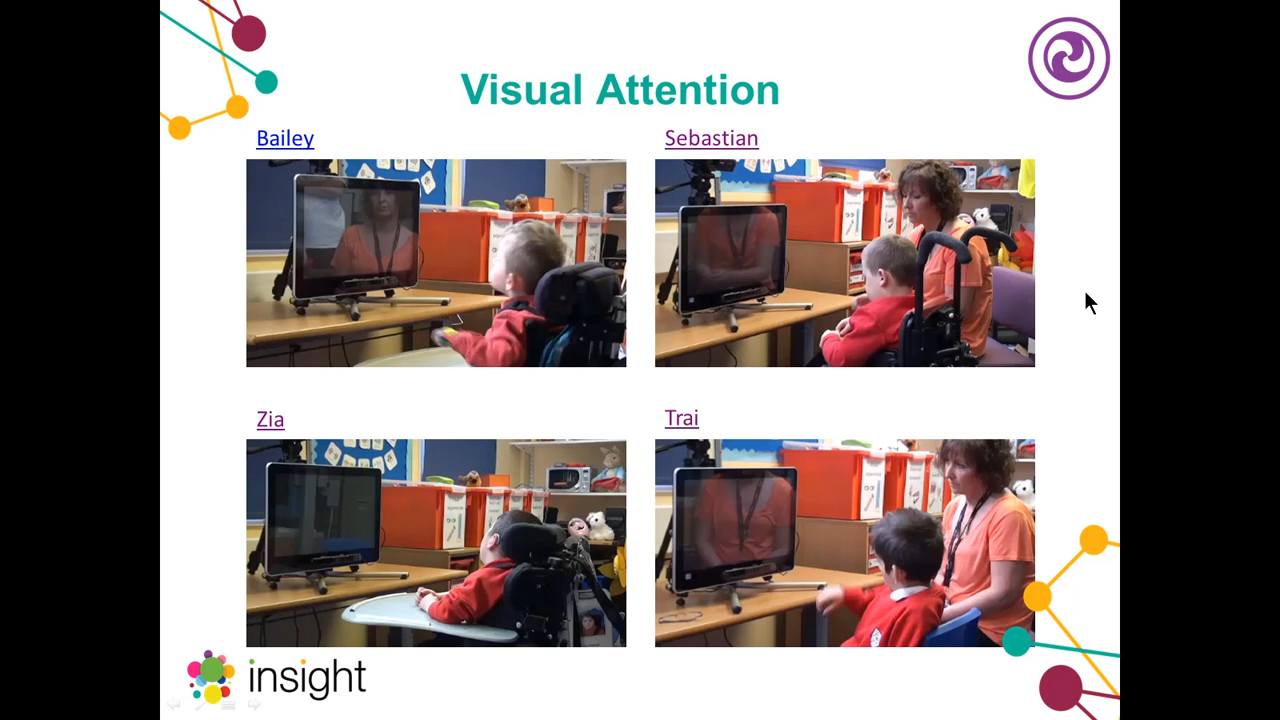 Visual Attention
Bailey
Sebastian
Zia
Trai
insight